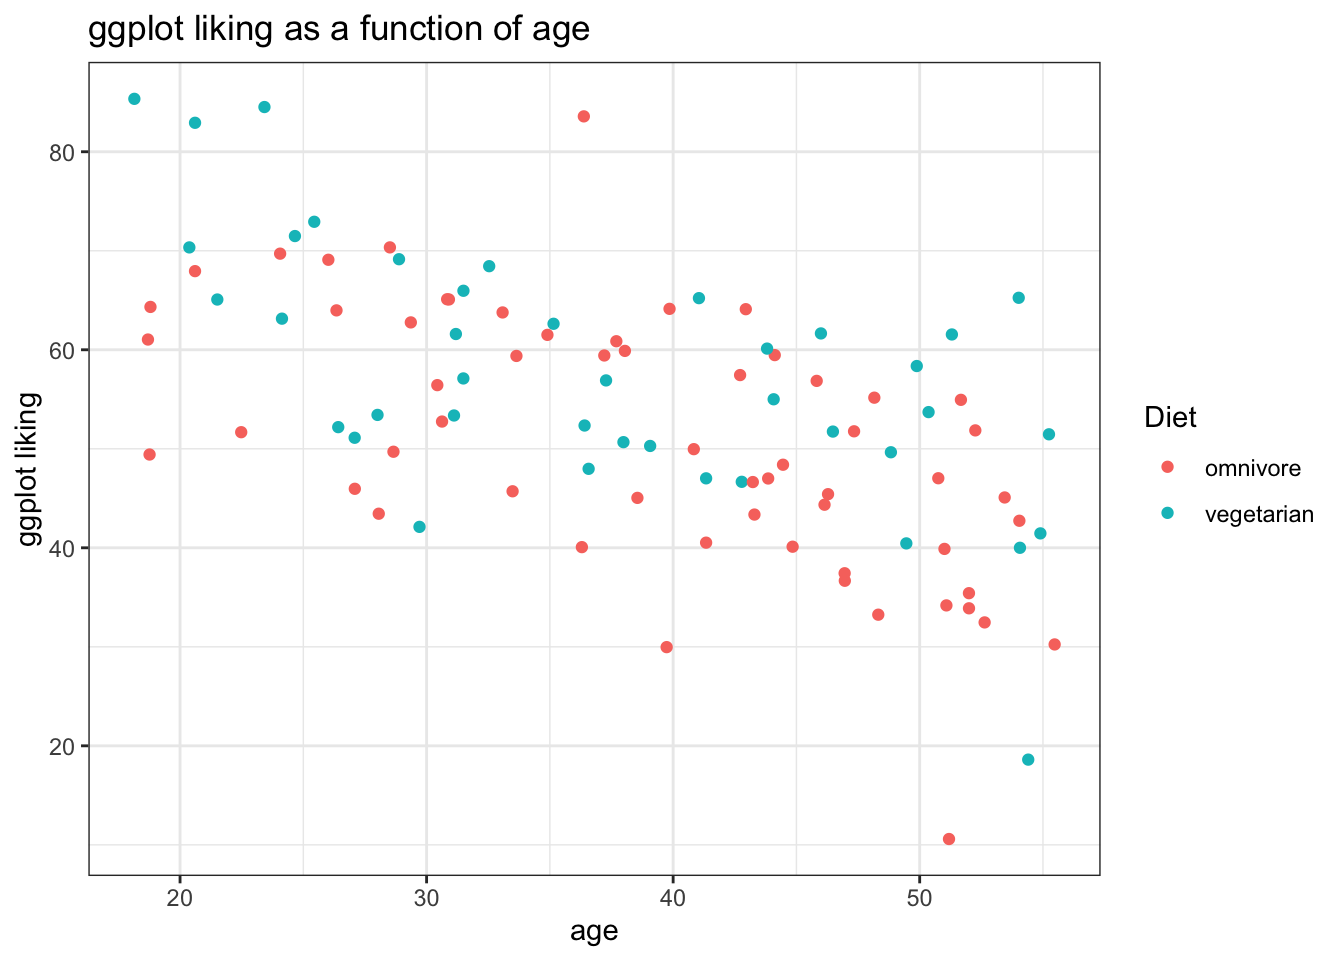 ggplot liking as a function of age
80
60
40
20
ggplot liking
20 30 40 50
age
Diet
omnivore
vegetarian